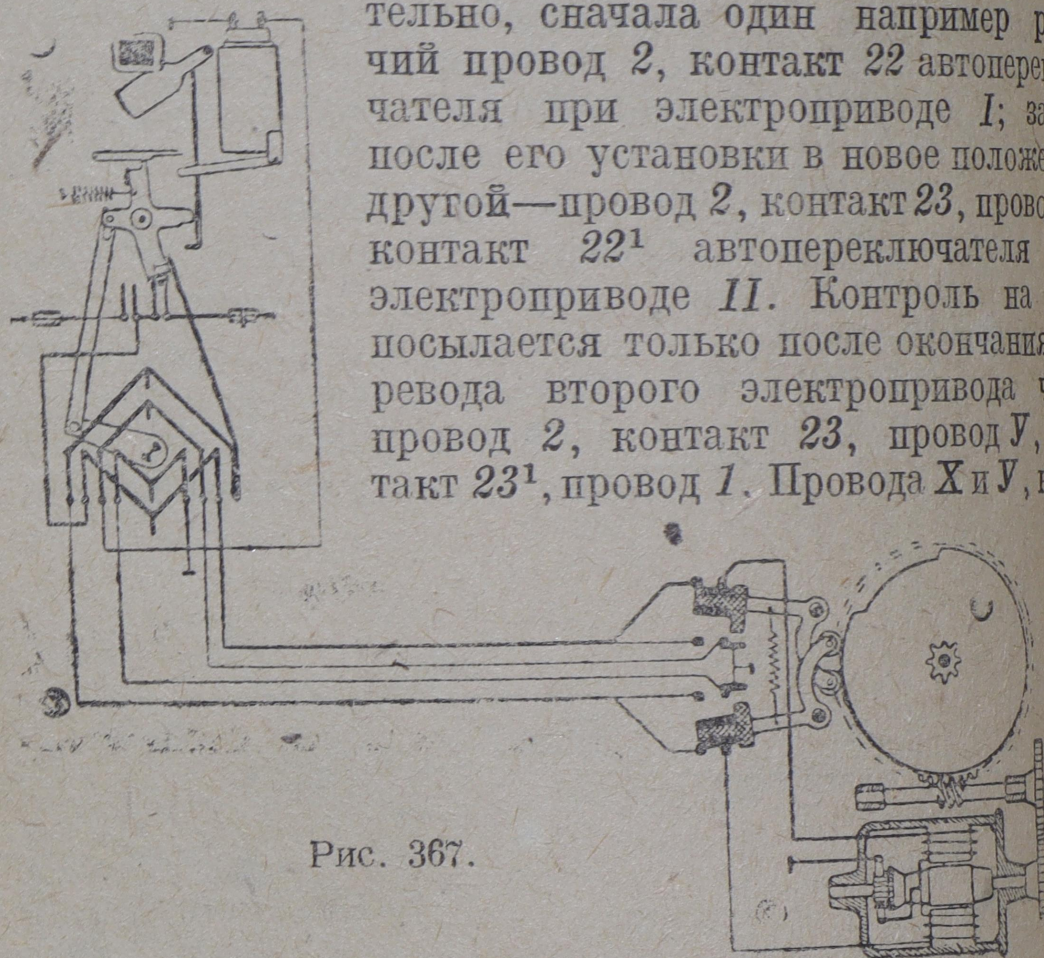 тельно, сначала один например р
чий провод 2, контакт 22 автопере
чателя при электроприводе I; за
после его установки в новое положе
другой—провод 2, контакт 23, прово
контакт 22¹ автопереключателя
электроприводе II. Контроль на
посылается только после окончания
ревода второго электропривода ч
провод 2, контакт 23, провод У,
такт 23¹, провод 1. Провода X и У,
Рис. 367.